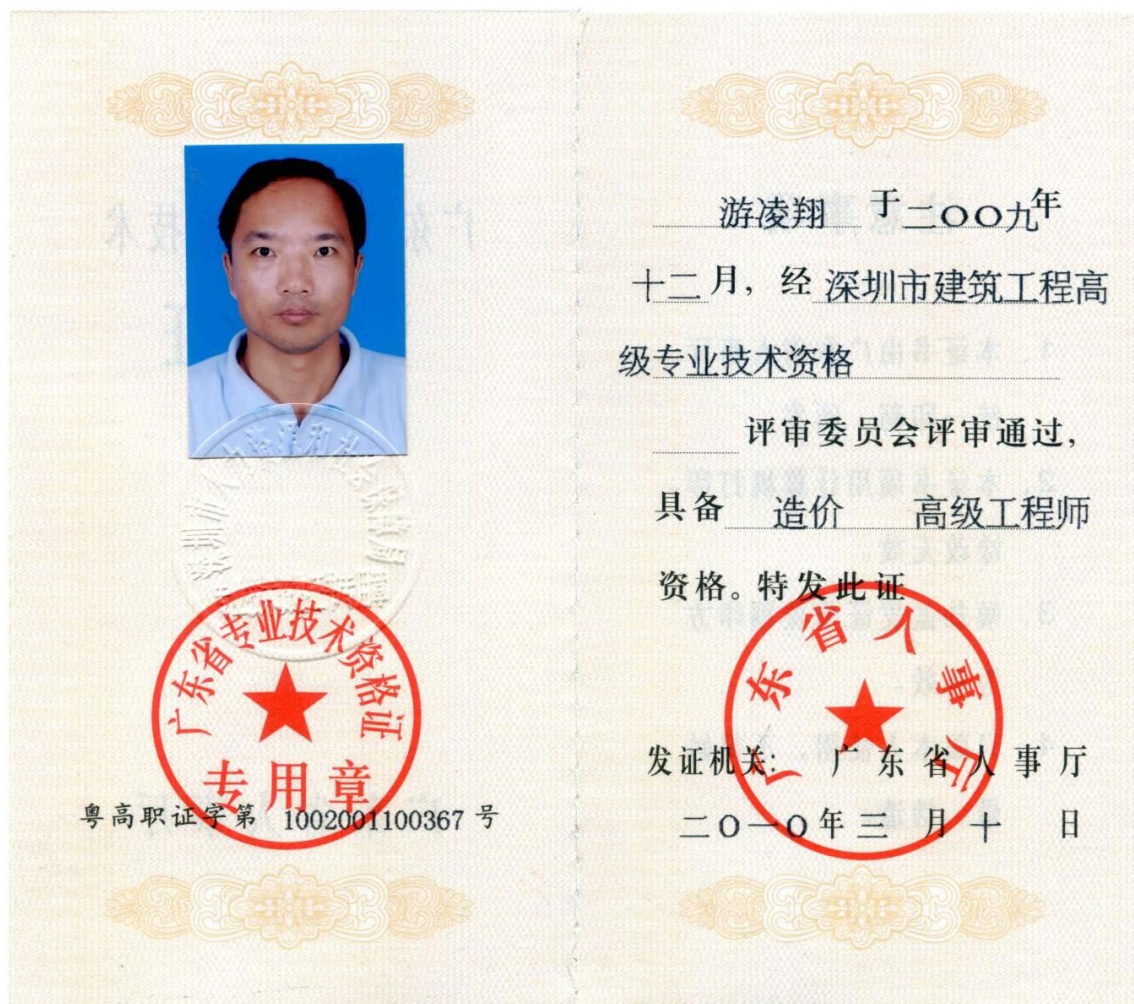 粤高职证字第 1002001100367 号
广东省专业技术资格证
专用章
游凌翔 于二〇〇九年
十二月，经 深圳市建筑工程高
级专业技术资格
评审委员会评审通过，
具备 造价 高级工程师
资格。特发此证
广东省人事厅
发证机关： 广东省人事厅
二〇一〇年三月十日